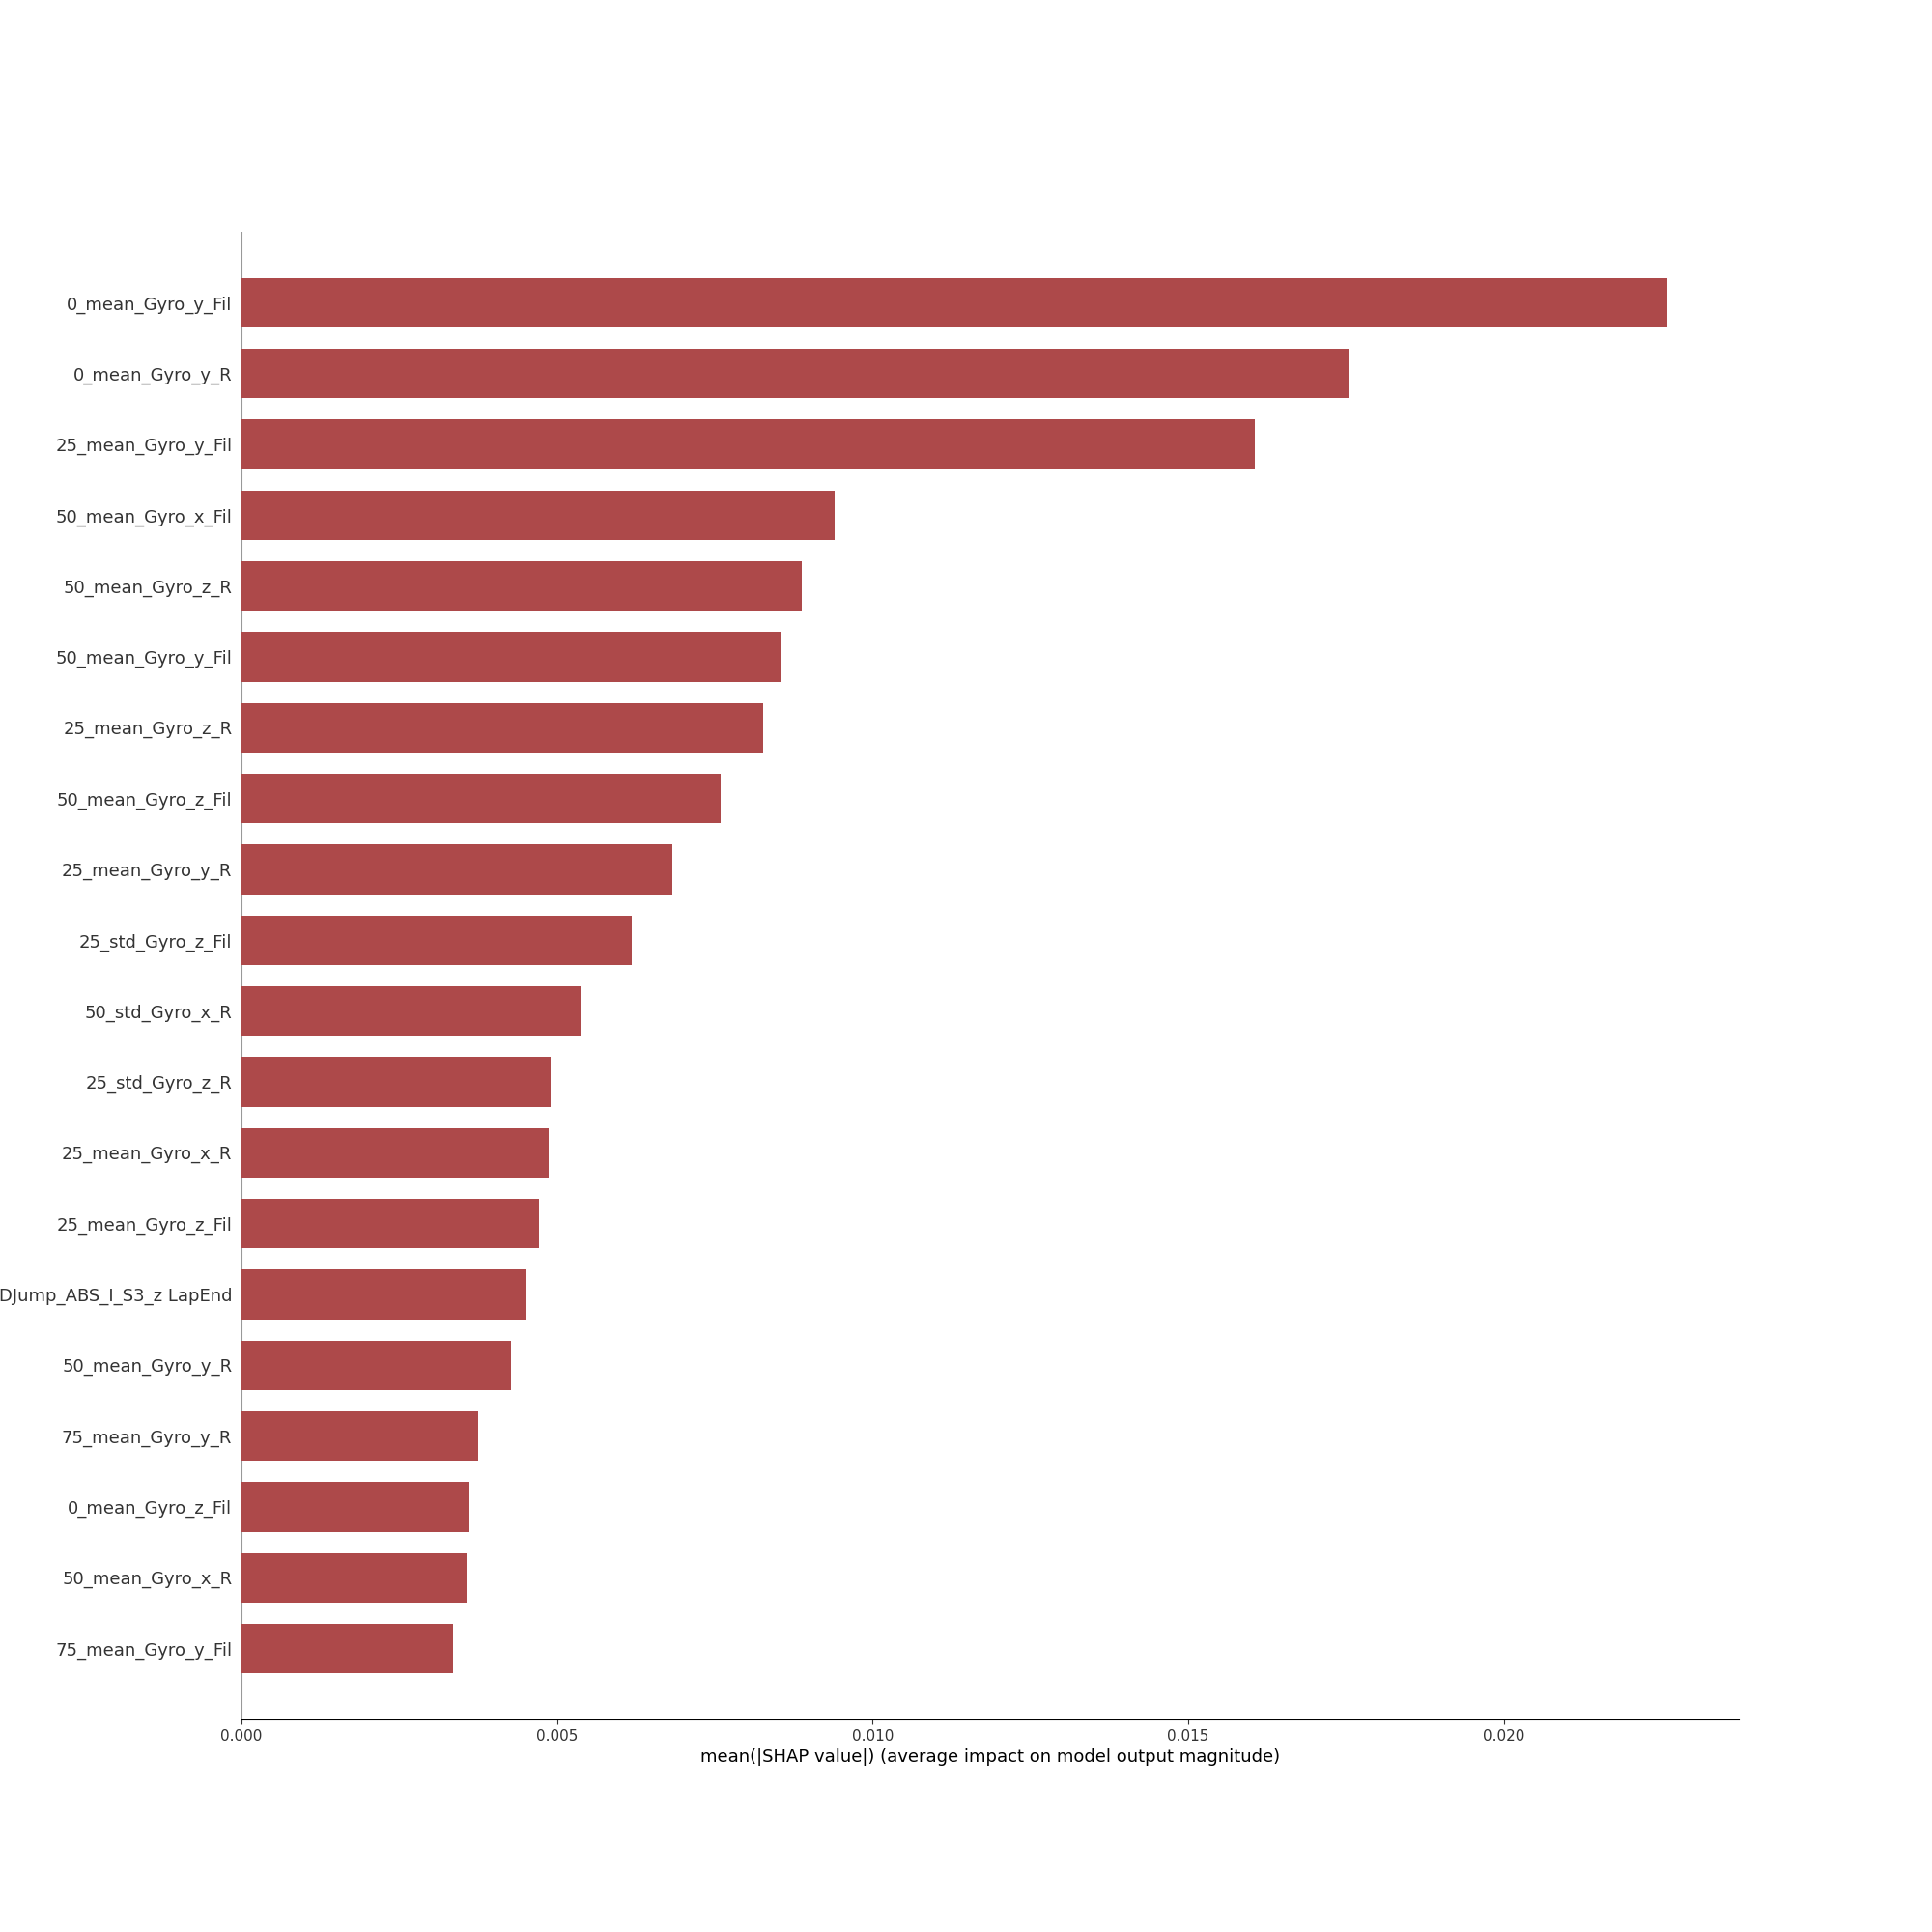 0_mean_Gyro_y_Fil
0_mean_Gyro_y_R
25_mean_Gyro_y_Fil
50_mean_Gyro_x_Fil
50_mean_Gyro_z_R
50_mean_Gyro_y_Fil
25_mean_Gyro_z_R
50_mean_Gyro_z_Fil
25_mean_Gyro_y_R
25_std_Gyro_z_Fil
50_std_Gyro_x_R
25_std_Gyro_z_R
25_mean_Gyro_x_R
25_mean_Gyro_z_Fil
DJump_ABS_I_S3_z LapEnd
50_mean_Gyro_y_R
75_mean_Gyro_y_R
0_mean_Gyro_z_Fil
50_mean_Gyro_x_R
75_mean_Gyro_y_Fil
0.000 0.005 0.010 0.015 0.020
mean(|SHAP value|) (average impact on model output magnitude)